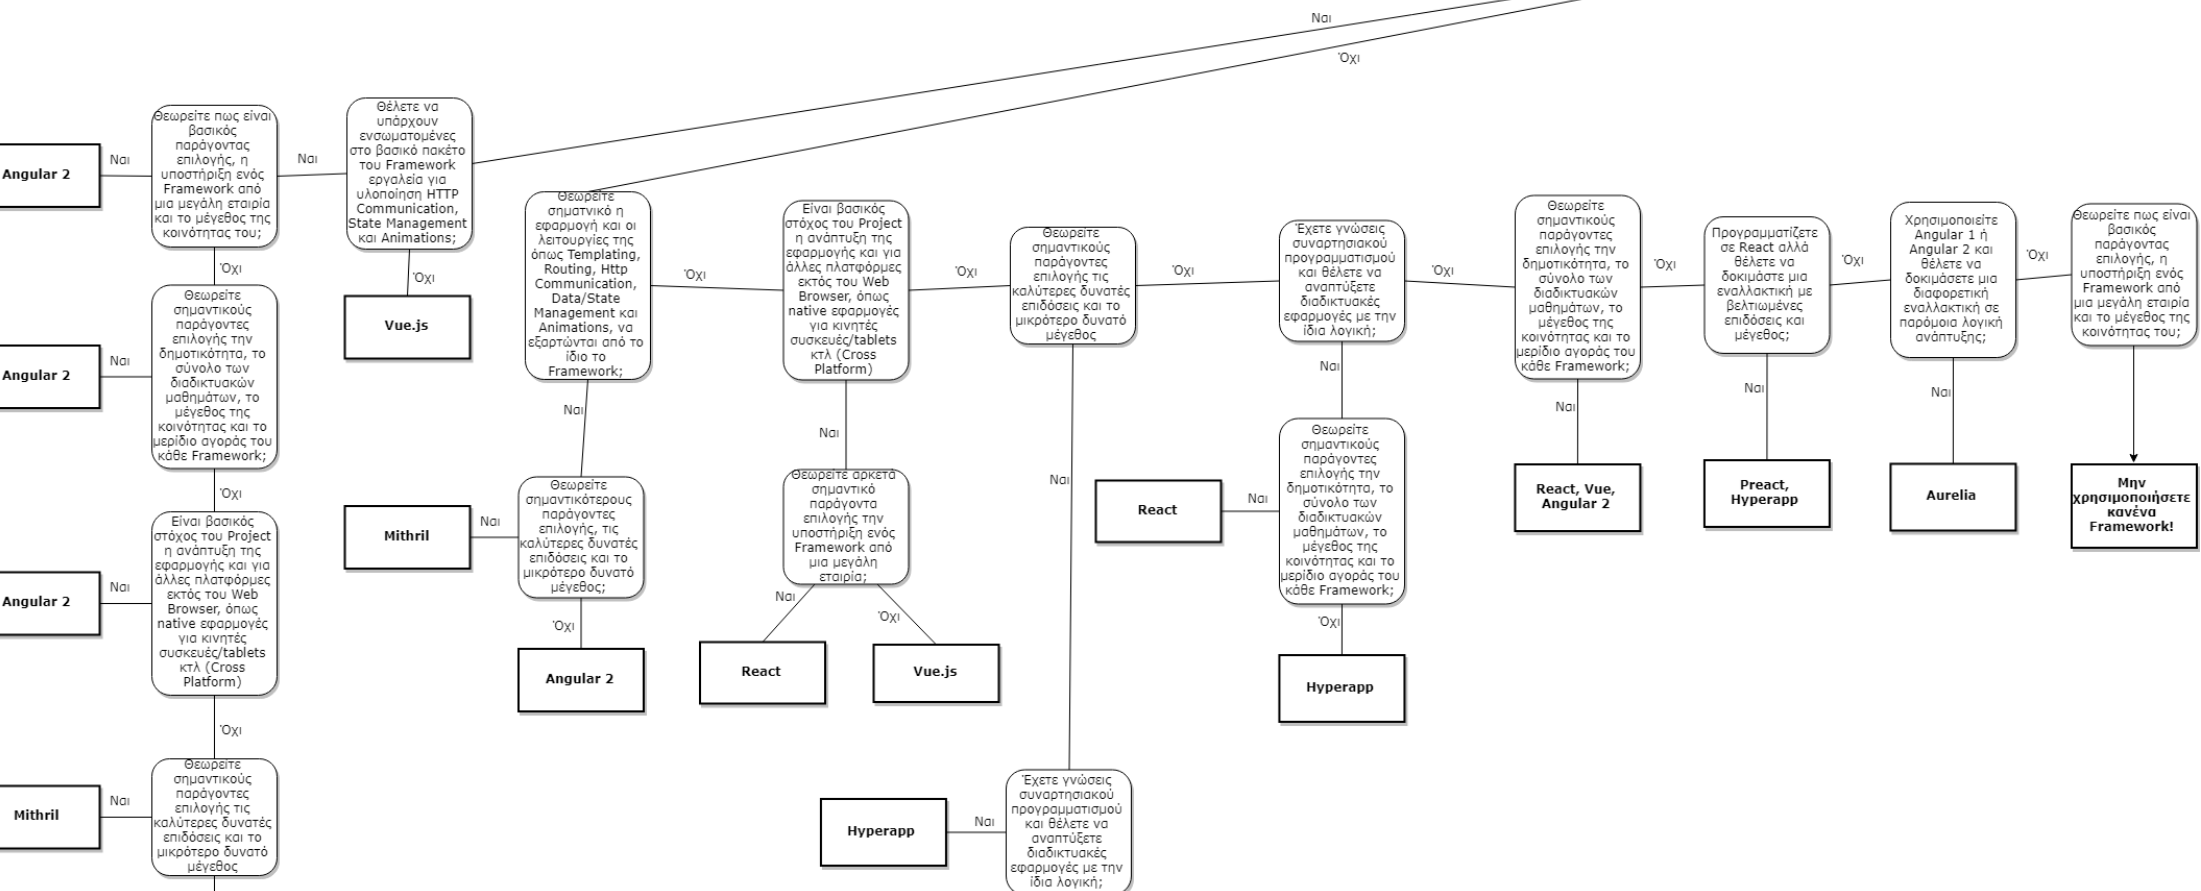 Ναι
Όχι
Angular 2
Ναι
Θεωρείτε πως είναι
βασικός
παράγοντας
επιλογής, η
υποστήριξη ενός
Framework από
μια μεγάλη εταιρία
και το μέγεθος της
κοινότητας του;
Ναι
Θέλετε να
υπάρχουν
ενσωματομένες
στο βασικό πακέτο
του Framework
εργαλεία για
υλοποίηση HTTP
Communication,
State Management
και Animations;
Όχι
Vue.js
Όχι
Angular 2
Ναι
Θεωρείτε
σημαντικούς
παράγοντες
επιλογής την
δημοτικότητα, το
σύνολο των
διαδικτυακών
μαθημάτων, το
μέγεθος της
κοινότητας και το
μερίδιο αγοράς του
κάθε Framework;
Όχι
Angular 2
Ναι
Είναι βασικός
στόχος του Project
η ανάπτυξη της
εφαρμογής και για
άλλες πλατφόρμες
εκτός του Web
Browser, όπως
native εφαρμογές
για κινητές
συσκευές/tablets
κτλ (Cross
Platform)
Όχι
Mithril
Ναι
Θεωρείτε
σημαντικούς
παράγοντες
επιλογής τις
καλύτερες δυνατές
επιδόσεις και το
μικρότερο δυνατό
μέγεθος
Θεωρείτε
σηματνικό η
εφαρμογή και οι
λειτουργίες της
όπως Templating,
Routing, Http
Communication,
Data/State
Management και
Animations, να
εξαρτώνται από το
ίδιο το
Framework;
Ναι
Mithril
Ναι
Θεωρείτε
σημαντικότερους
παράγοντες
επιλογής, τις
καλύτερες δυνατές
επιδόσεις και το
μικρότερο δυνατό
μέγεθος;
Όχι
Angular 2
Όχι
Είναι βασικός
στόχος του Project
η ανάπτυξη της
εφαρμογής και για
άλλες πλατφόρμες
εκτός του Web
Browser, όπως
native εφαρμογές
για κινητές
συσκευές/tablets
κτλ (Cross
Platform)
Ναι
Θεωρείτε αρκετά
σημαντικό
παράγοντα
επιλογής την
υποστήριξη ενός
Framework από
μια μεγάλη
εταιρία;
Ναι
Όχι
React
Vue.js
Όχι
Θεωρείτε
σημαντικούς
παράγοντες
επιλογής τις
καλύτερες δυνατές
επιδόσεις και το
μικρότερο δυνατό
μέγεθος
Ναι
Hyperapp
Ναι
Έχετε γνώσεις
συναρτησιακού
προγραμματισμού
και θέλετε να
αναπτύξετε
διαδικτυακές
εφαρμογές με την
ίδια λογική;
Όχι
Έχετε γνώσεις
συναρτησιακού
προγραμματισμού
και θέλετε να
αναπτύξετε
διαδικτυακές
εφαρμογές με την
ίδια λογική;
Ναι
React
Ναι
Θεωρείτε
σημαντικούς
παράγοντες
επιλογής την
δημοτικότητα, το
σύνολο των
διαδικτυακών
μαθημάτων, το
μέγεθος της
κοινότητας και το
μερίδιο αγοράς του
κάθε Framework;
Όχι
Hyperapp
Όχι
Θεωρείτε
σημαντικούς
παράγοντες
επιλογής την
δημοτικότητα, το
σύνολο των
διαδικτυακών
μαθημάτων, το
μέγεθος της
κοινότητας και το
μερίδιο αγοράς του
κάθε Framework;
Ναι
React, Vue,
Angular 2
Όχι
Προγραμματίζετε
σε React αλλά
θέλετε να
δοκιμάστε μια
εναλλακτική με
βελτιωμένες
επιδόσεις και
μέγεθος;
Ναι
Preact,
Hyperapp
Όχι
Χρησιμοποιείτε
Angular 1 ή
Angular 2 και
θέλετε να
δοκιμάσετε μια
διαφορετική
εναλλακτική σε
παρόμοια λογική
ανάπτυξης;
Ναι
Aurelia
Όχι
Θεωρείτε πως είναι
βασικός
παράγοντας
επιλογής, η
υποστήριξη ενός
Framework από
μια μεγάλη εταιρία
και το μέγεθος της
κοινότητας του;
Μην
χρησιμοποιήσετε
κανένα
Framework!